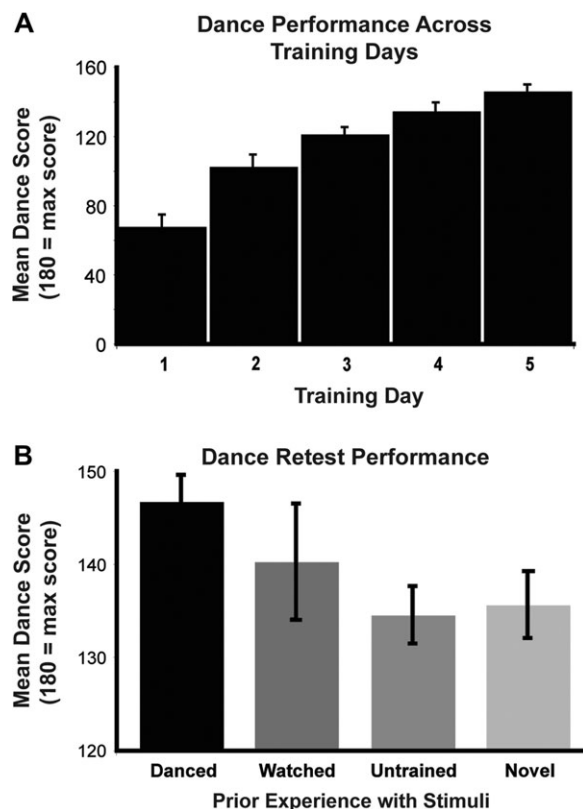 A
Dance Performance Across
Training Days
Mean Dance Score
(180 = max score)
160
120
80
40
0
1 2 3 4 5
Training Day
B
Dance Retest Performance
Mean Dance Score
(180 = max score)
150
140
130
120
Danced Watched Untrained Novel
Prior Experience with Stimuli